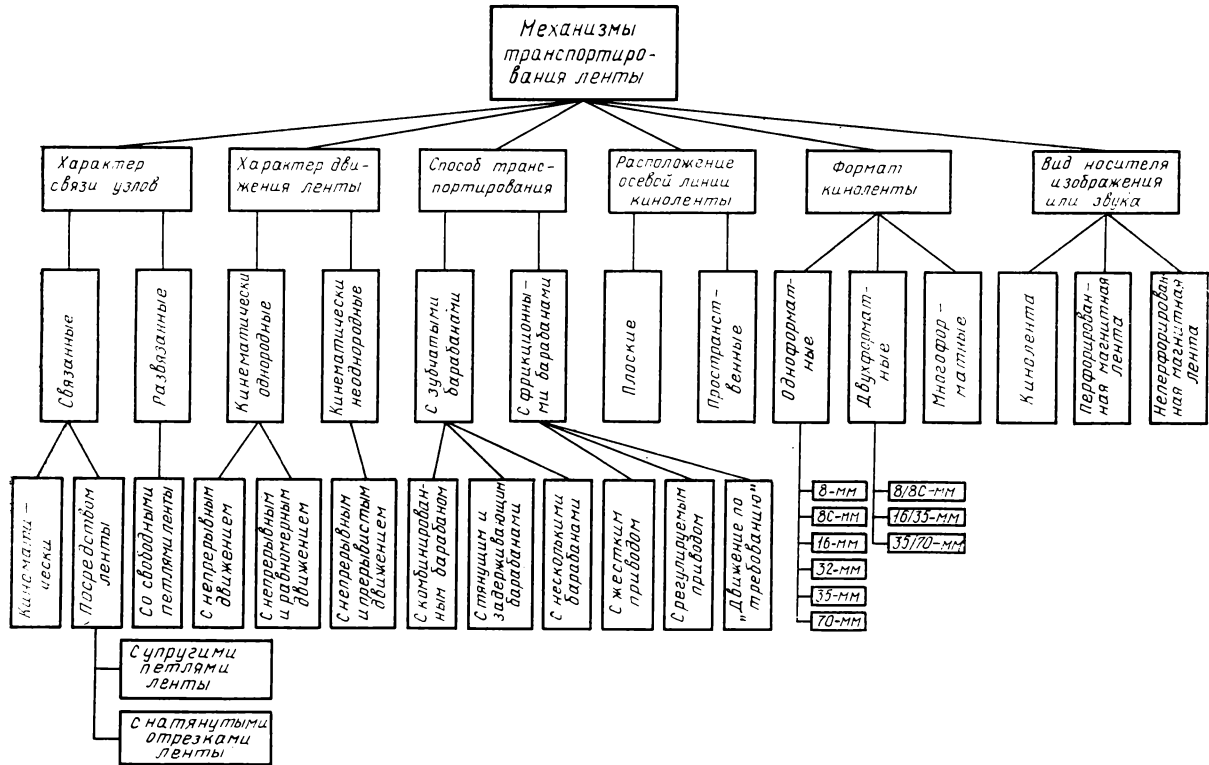 Механизмы
транспортиро-
вания ленты
Характер
связи узлов
Характер дви-
жения ленты
Способ транс-
портирования
Расположение
осевой линии
киноленты
Формат
киноленты
Вид носителя
изображения
или звука
Связанные
Развязанные
Кинематически
однородные
Кинематически
неоднородные
С зубчатыми
барабанами
С фрикционны-
ми барабанами
Плоские
Пространст-
венные
Одноформат-
ные
Двухформат-
ные
Многофор-
матные
Кинолента
Перфорирован-
ная магнитная
лента
Неперфорирован
ная магнитная
лента
Кинемати-
чески
Посредством
ленты
Со свободными
петлями ленты
С непрерывным
движением
С непрерывным
и равномерным
движением
С непрерывным
и прерывистым
движением
С комбинирован-
ным барабаном
С тянущим и
задерживающим
барабанами
С несколькими
барабанами
С жестким
приводом
С регулируемым
приводом
„Движение по
требованию"
8-мм
8С-мм
16-мм
32-мм
35-мм
70-мм
8/8С-мм
16/35-мм
35/70-мм
С упругими
петлями
ленты
С натянутыми
отрезками
ленты